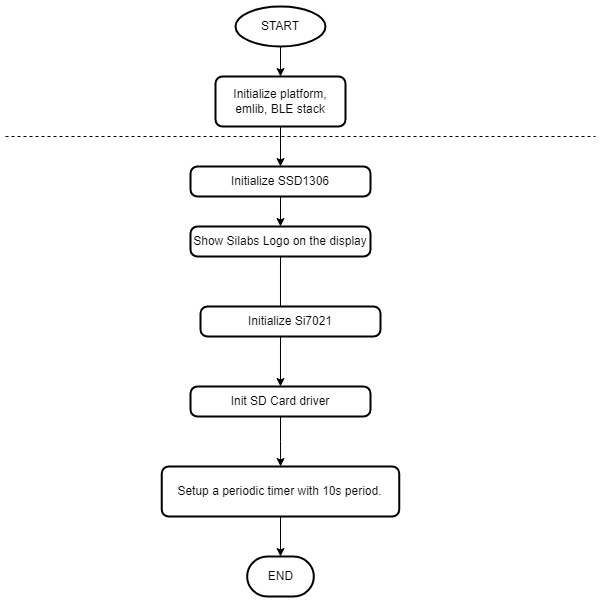 START
Initialize platform,
emlib, BLE stack
Initialize SSD1306
Show Silabs Logo on the display
Initialize Si7021
Init SD Card driver
Setup a periodic timer with 10s period.
END